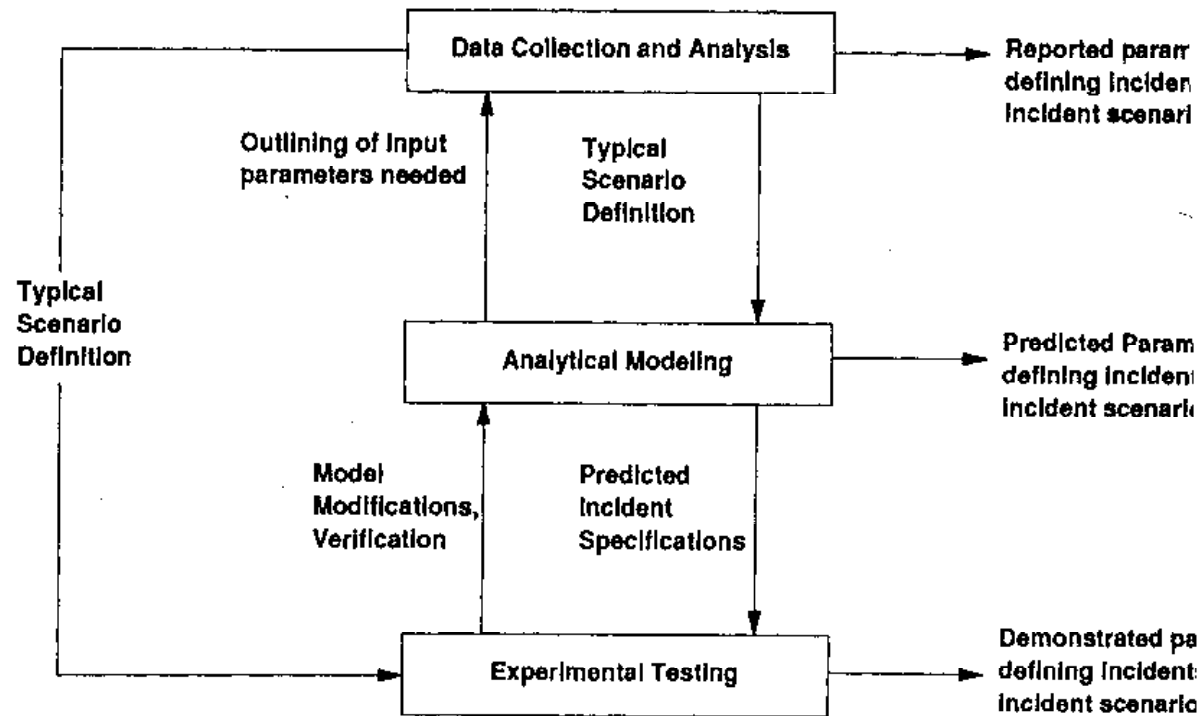 Data Collection and Analysis
Reported param
defining inciden
incident scenari
Outlining of input
parameters needed
Typical
Scenario
Definition
Typical
Scenario
Definition
Analytical Modeling
Predicted Param
defining incident
incident scenari
Model
Modifications,
Verification
Predicted
Incident
Specifications
Experimental Testing
Demonstrated pa
defining incident
incident scenario